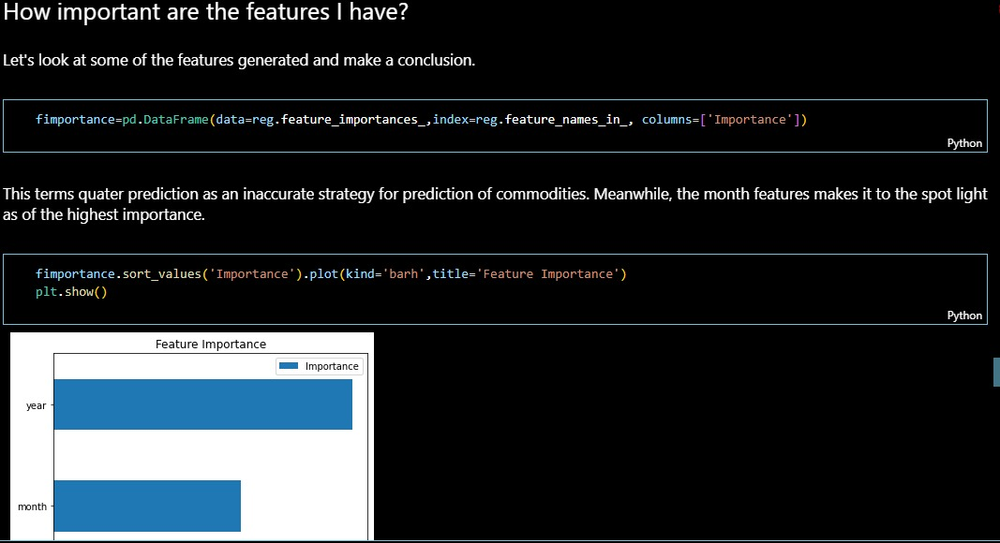 How important are the features I have?
Let's look at some of the features generated and make a conclusion.
fimportance=pd.DataFrame(data=reg.feature_importances_,index=reg.feature_names_in_, columns=['Importance'])
Python
This terms quater prediction as an inaccurate strategy for prediction of commodities. Meanwhile, the month features makes it to the spot light
as of the highest importance.
fimportance.sort_values('Importance').plot(kind='barh',title='Feature Importance')
plt.show()
Python
Feature Importance
Importance
year
month